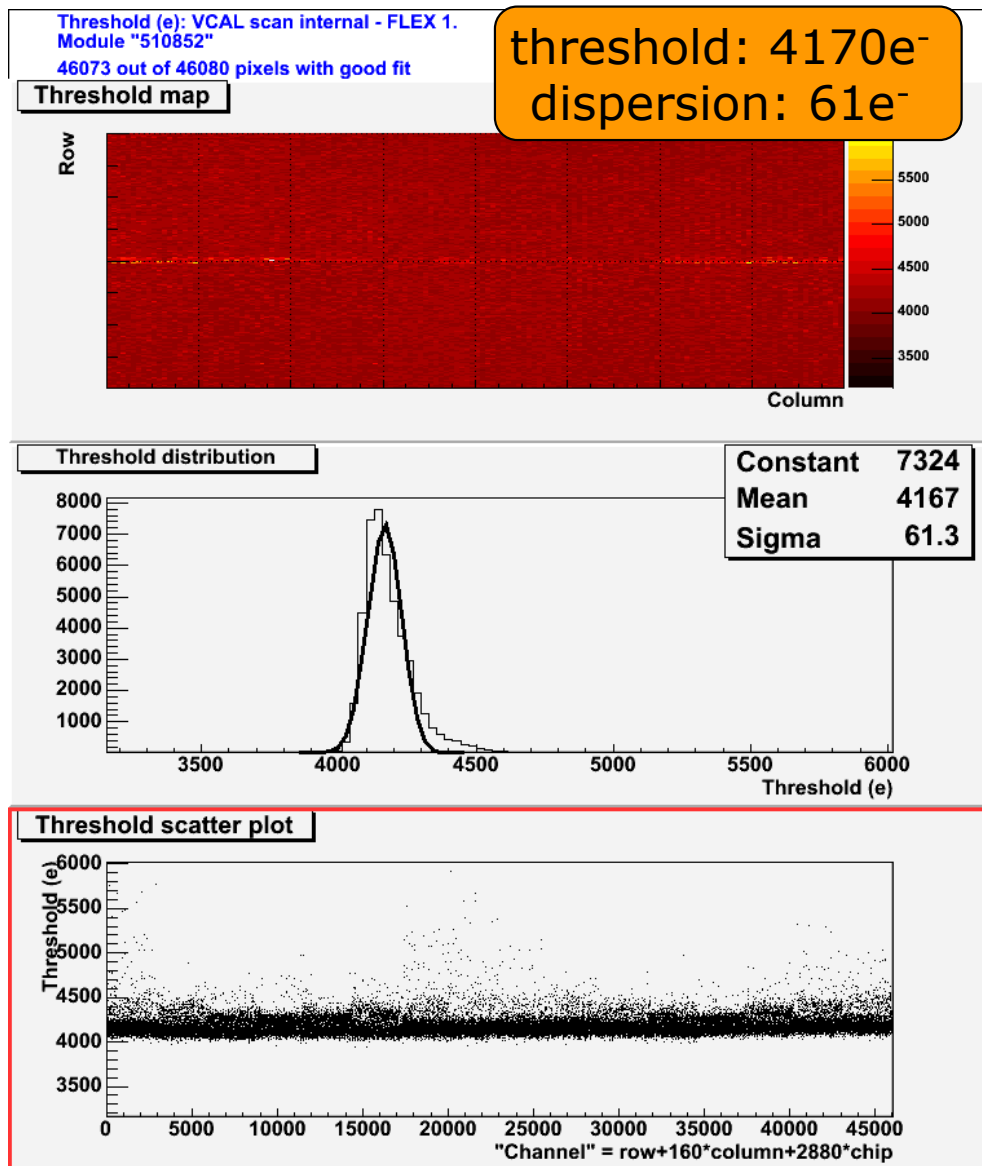 Threshold (e): VCAL scan internal - FLEX 1.
Module "510852"
46073 out of 46080 pixels with good fit
threshold: 4170e⁻
dispersion: 61e⁻
Threshold map
Row
5500
5000
4500
4000
3500
Column
Threshold distribution
Constant 7324
Mean 4167
Sigma 61.3
8000
7000
6000
5000
4000
3000
2000
1000
3500 4000 4500 5000 5500 6000
Threshold (e)
Threshold scatter plot
Threshold (e)
6000
5500
5000
4500
4000
3500
0 5000 10000 15000 20000 25000 30000 35000 40000 45000
"Channel" = row+160*column+2880*chip